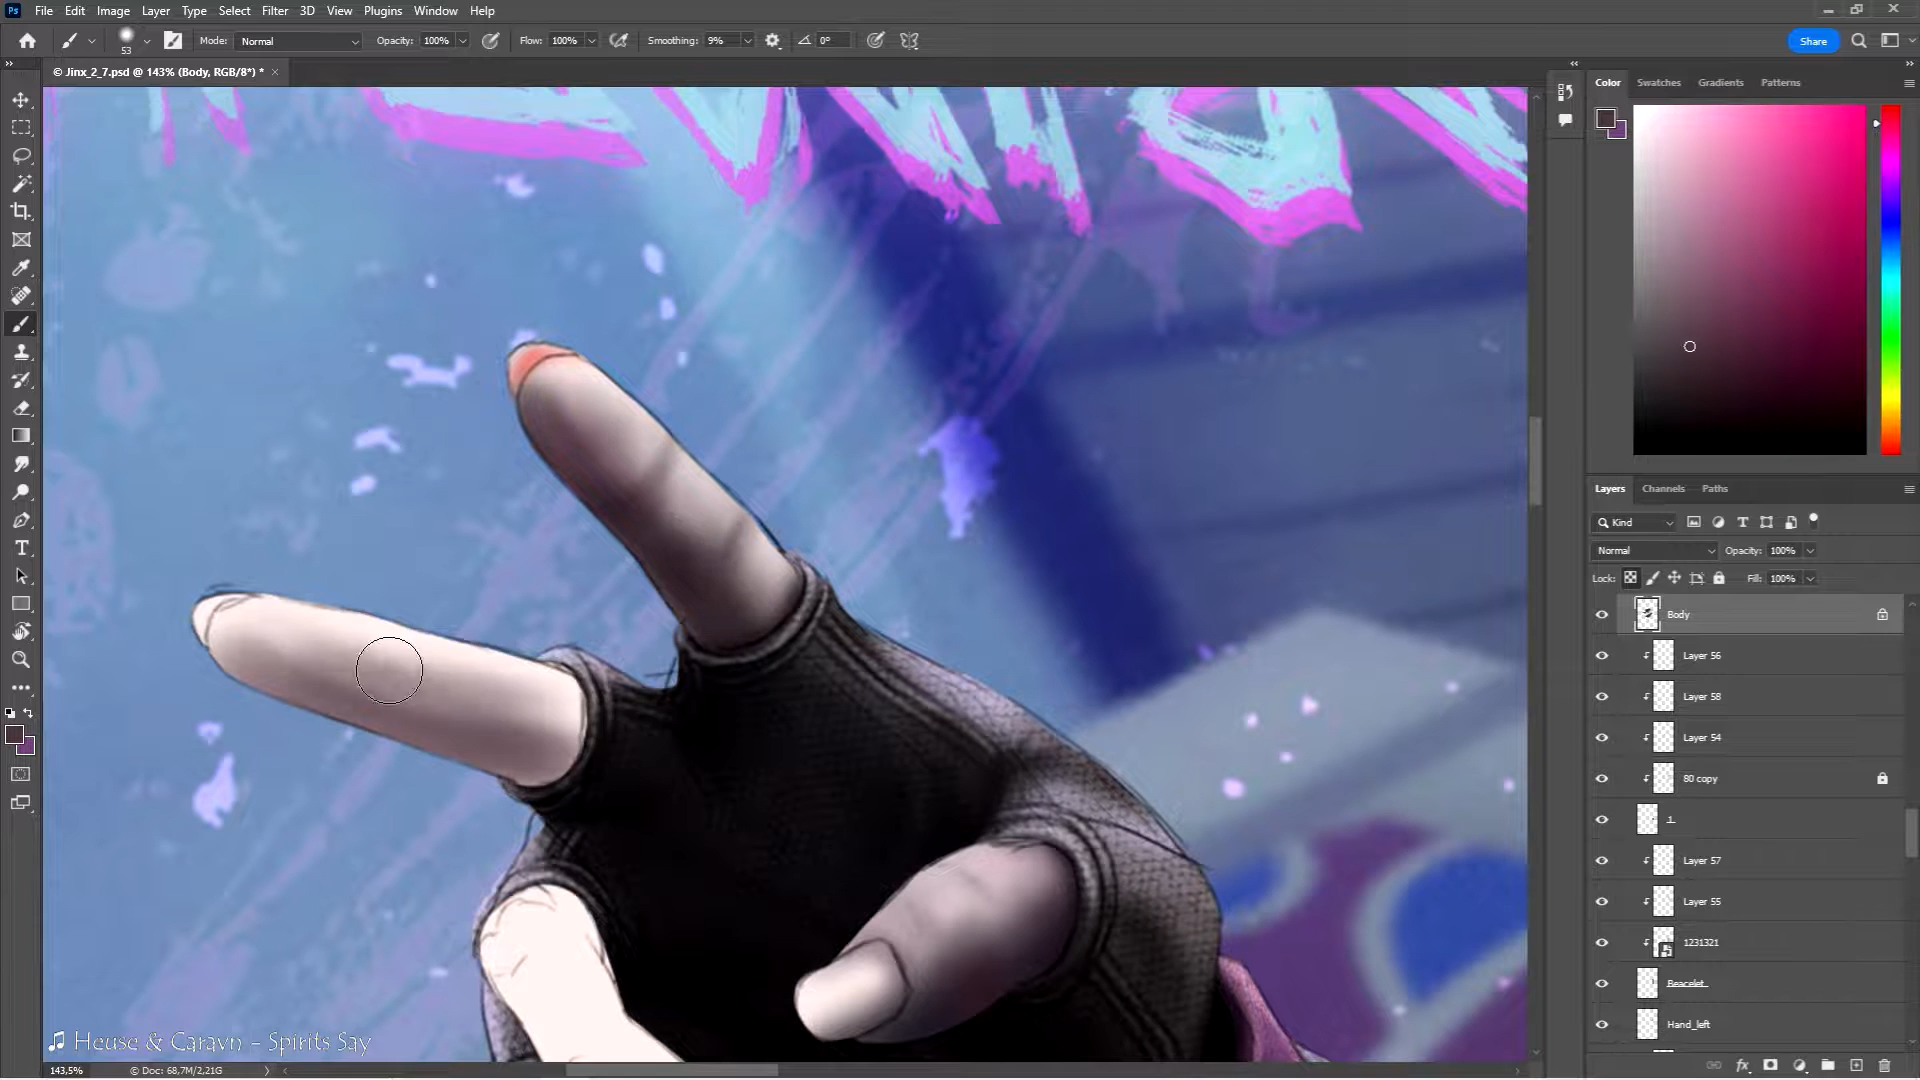 Ps File Edit Image Layer Type Select Filter 3D View Plugins Window Help
53 Mode: Normal Opacity: 100% Flow: 100% Smoothing: 9% 0° Share
© Jinx_2_7.psd @ 143% (Body, RGB/8*) * ×
Color Swatches Gradients Patterns
Layers Channels Paths
Kind
Normal Opacity: 100%
Lock: Fill: 100%
Body
Layer 56
Layer 58
Layer 54
80 copy
1
Layer 57
Layer 55
1231321
Beacelet
Hand_left
♫ Heuse & Caravn - Spirits Say
143,5% © Doc: 68,7M/2,21G